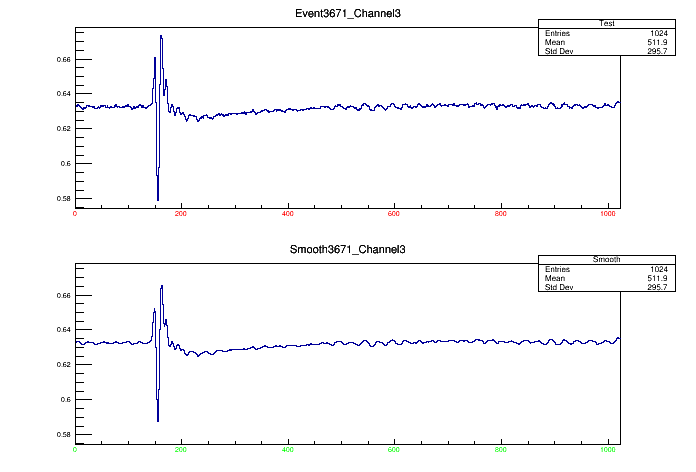 Event3671_Channel3
Test
Entries 1024
Mean 511.9
Std Dev 295.7
0.66
0.64
0.62
0.6
0.58
0 200 400 600 800 1000
Smooth3671_Channel3
Smooth
Entries 1024
Mean 511.9
Std Dev 295.7
0.66
0.64
0.62
0.6
0.58
0 200 400 600 800 1000